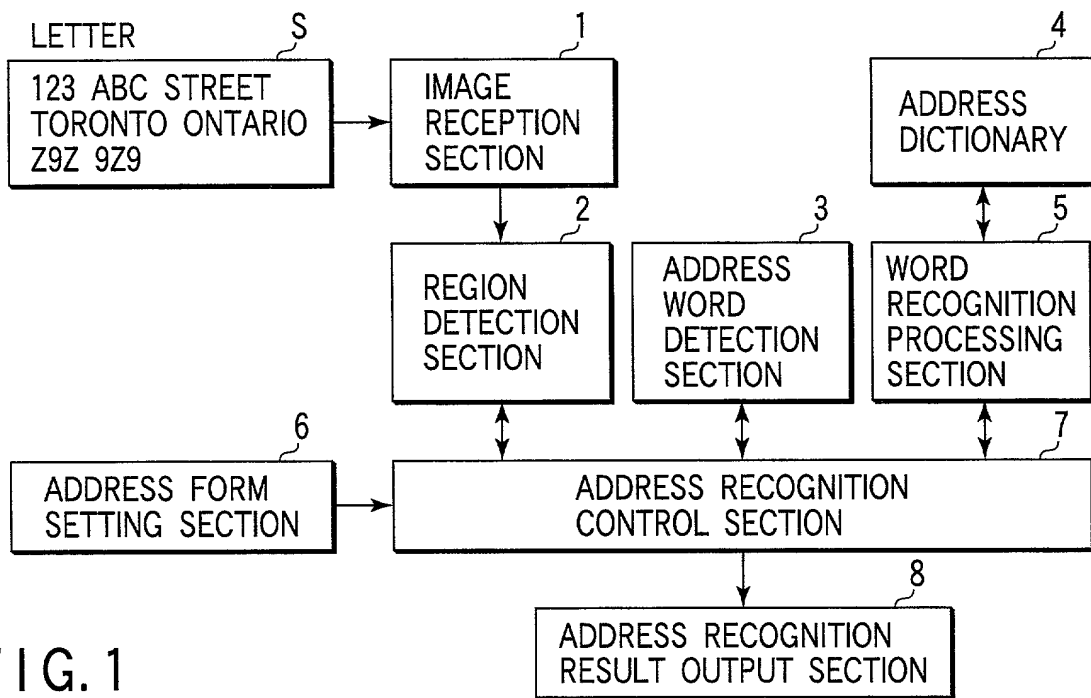 LETTER
S
123 ABC STREET
TORONTO ONTARIO
Z9Z 9Z9
1
IMAGE
RECEPTION
SECTION
4
ADDRESS
DICTIONARY
2
REGION
DETECTION
SECTION
3
ADDRESS
WORD
DETECTION
SECTION
5
WORD
RECOGNITION
PROCESSING
SECTION
6
ADDRESS FORM
SETTING SECTION
7
ADDRESS RECOGNITION
CONTROL SECTION
8
ADDRESS RECOGNITION
RESULT OUTPUT SECTION
FIG. 1